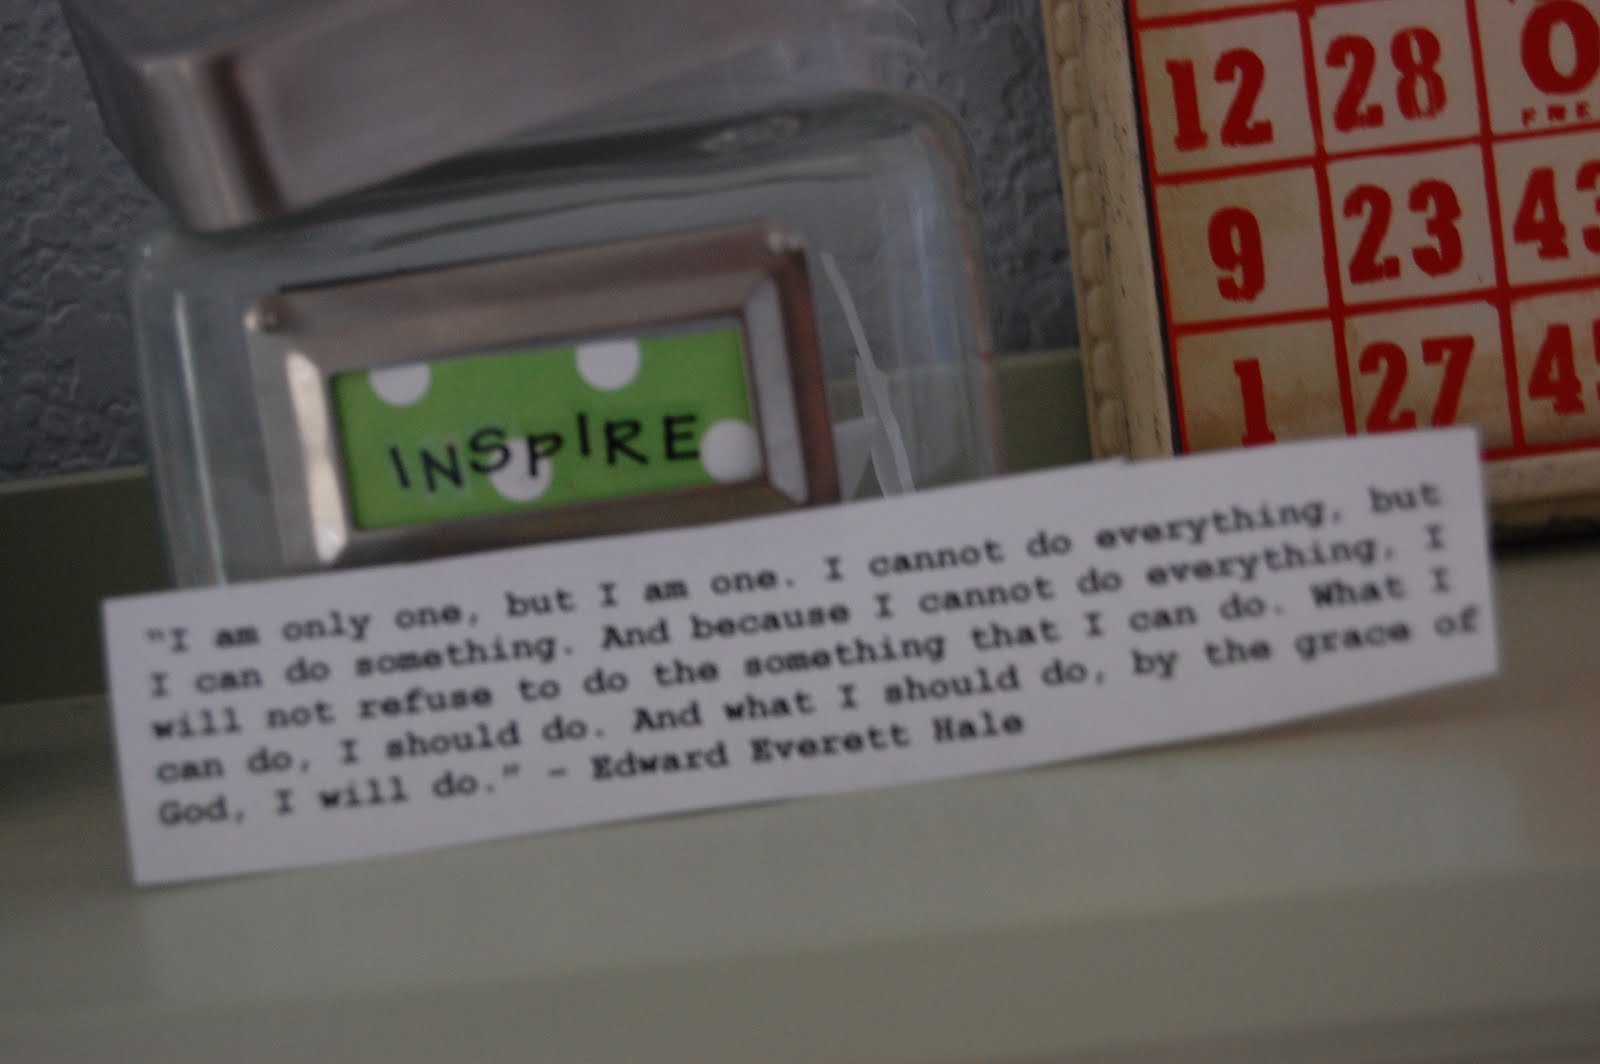 12 28 0
FRE
9 23 43
1 27 45
INSPIRE
"I am only one, but I am one. I cannot do everything, but
I can do something. And because I cannot do everything, I
will not refuse to do the something that I can do. What I
can do, I should do. And what I should do, by the grace of
God, I will do." - Edward Everett Hale